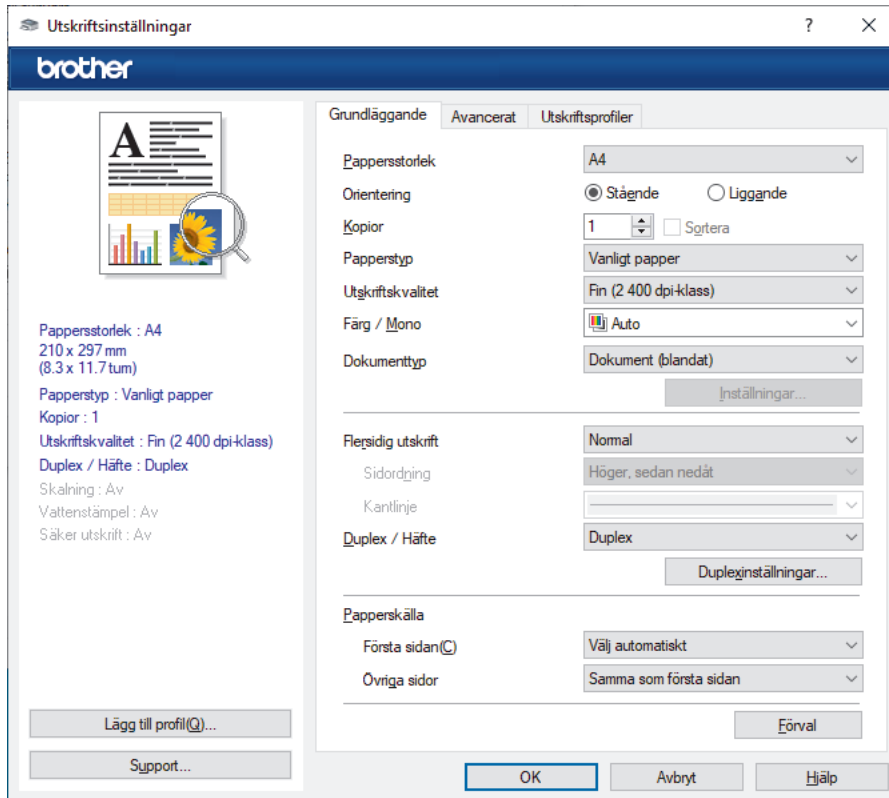 Utskriftsinställningar
?
brother
A
Pappersstorlek : A4
210 x 297 mm
(8.3 x 11.7 tum)
Papperstyp : Vanligt papper
Kopior : 1
Utskriftskvalitet : Fin (2 400 dpi-klass)
Duplex / Häfte : Duplex
Skalning : Av
Vattenstämpel : Av
Säker utskrift : Av
Lägg till profil(Q)...
Support...
Grundläggande Avancerat Utskriftsprofiler
Pappersstorlek A4
Orientering Stående Liggande
Kopior 1 Sortera
Papperstyp Vanligt papper
Utskriftskvalitet Fin (2 400 dpi-klass)
Färg / Mono Auto
Dokumenttyp Dokument (blandat)
Inställningar...
Flersidig utskrift Normal
Sidordning Höger, sedan nedåt
Kantlinje
Duplex / Häfte Duplex
Duplexinställningar...
Papperskälla
Första sidan(C) Välj automatiskt
Övriga sidor Samma som första sidan
Förval
OK Avbryt Hjälp